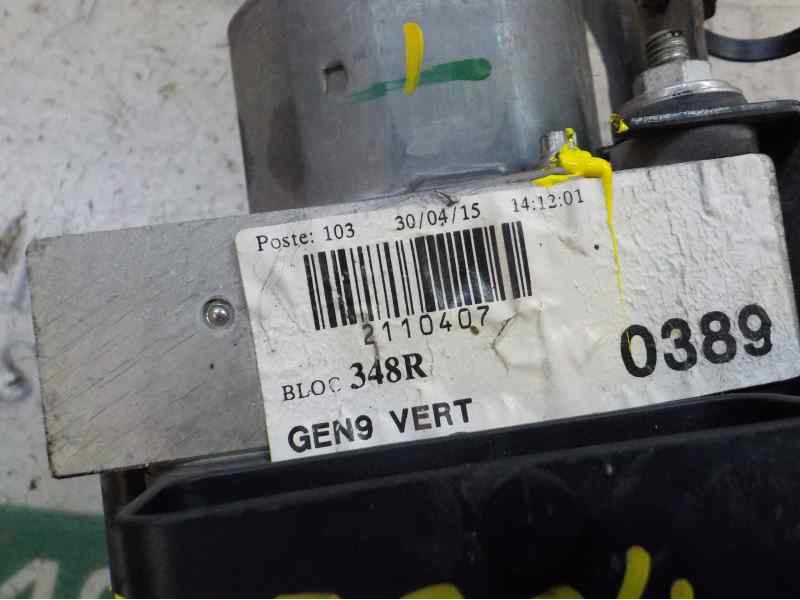 Poste: 103 30/04/15 14:12:01
2110407
BLOC 348R
0389
GEN9 VERT